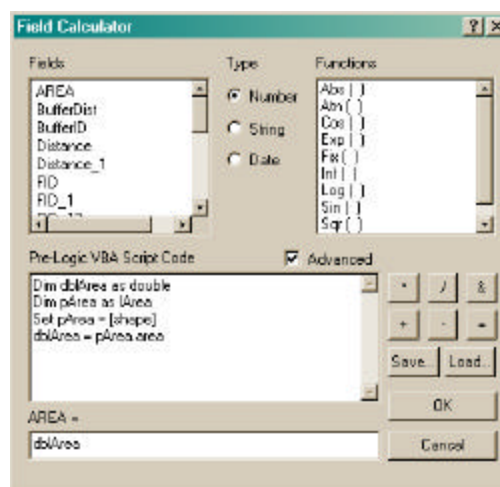 Field Calculator
Fields
Type
Functions
AREA
BufferDist
BufferID
Distance
Distance_1
FID
FID_1
Number
String
Date
Abs ( )
Atn ( )
Cos ( )
Exp ( )
Fix ( )
Int ( )
Log ( )
Sin ( )
Sqr ( )
Pre-Logic VBA Script Code
Advanced
Dim dblArea as double
Dim pArea as IArea
Set pArea = [shape]
dblArea = pArea.area
* / &
+ - =
Save... Load...
AREA =
OK
dblArea
Cancel